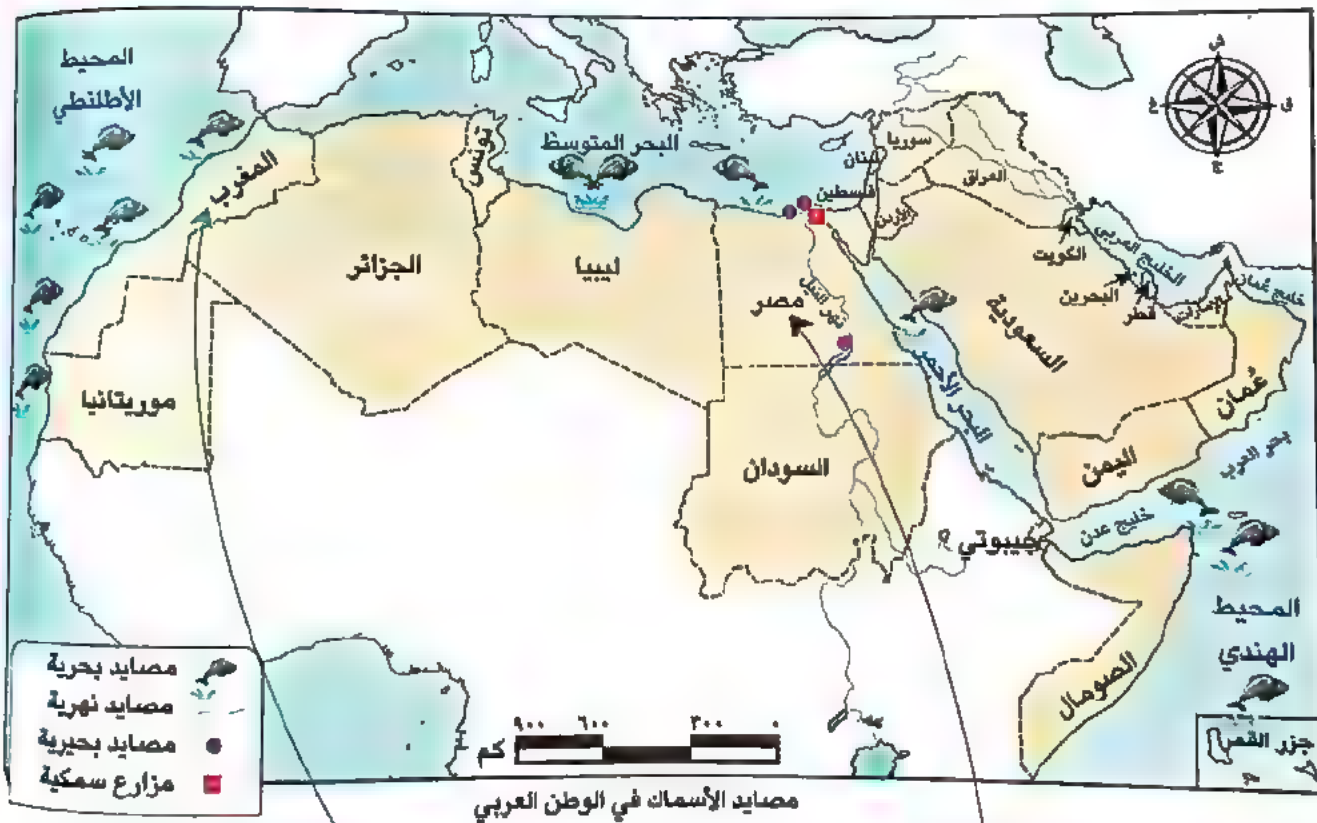 المحيط
الأطلنطي
البحر المتوسط
المغرب
تونس
الجزائر
ليبيا
مصر
نهر النيل
موريتانيا
السودان
لبنان
سوريا
فلسطين
الأردن
العراق
الكويت
الخليج العربي
البحرين
قطر
الإمارات
خليج عُمان
السعودية
البحر الأحمر
عُمان
اليمن
بحر العرب
خليج عدن
جيبوتي
الصومال
المحيط
الهندي
جزر القمر
ش
ق
ج
غ
مصايد بحرية
مصايد نهرية
مصايد بحيرية
مزارع سمكية
٩٠٠ ٦٠٠ ٣٠٠ ٠
كم
مصايد الأسماك في الوطن العربي